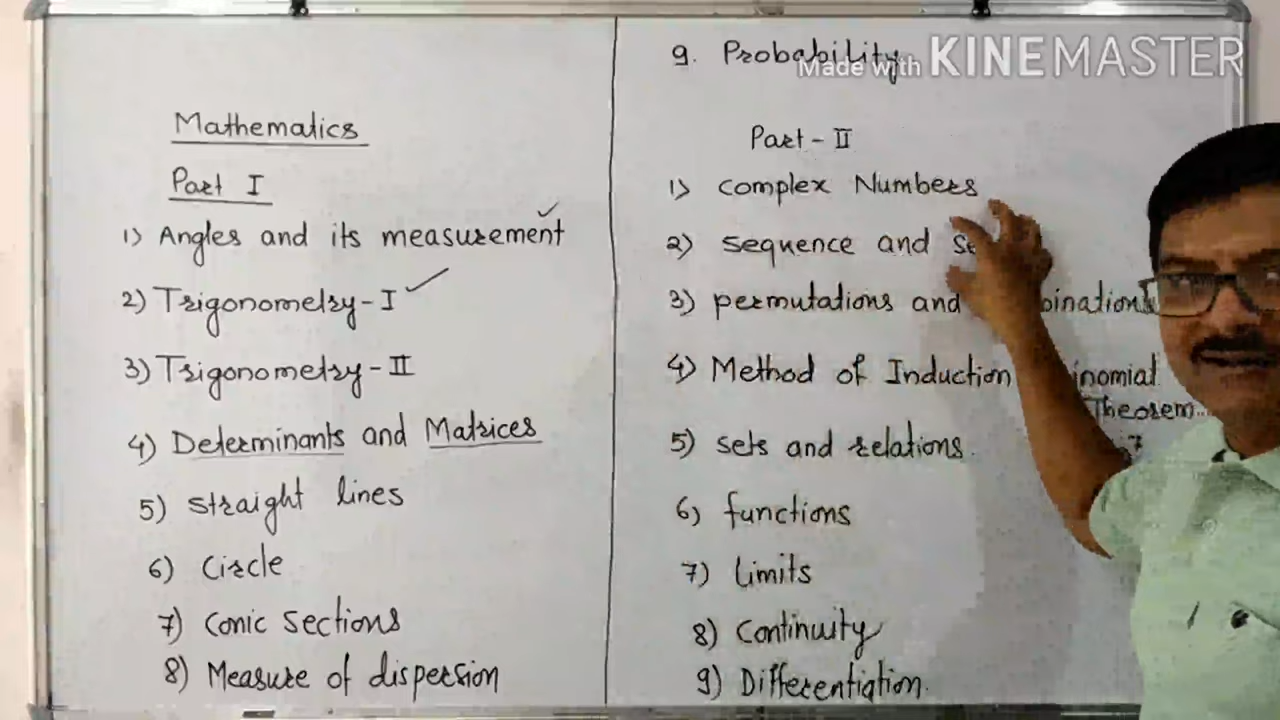 Mathematics
Part I
1) Angles and its measurement
2) Trigonometry-I
3) Trigonometry-II
4) Determinants and Matrices
5) straight lines
6) Circle
7) Conic sections
8) Measure of dispersion
9. Probability
Made with KINEMASTER
Part-II
1) Complex Numbers
2) sequence and
3) permutations and
4) Method of Induction
Theorem..
5) sets and relations.
6) functions
7) limits
8) Continuity
9) Differentiation.